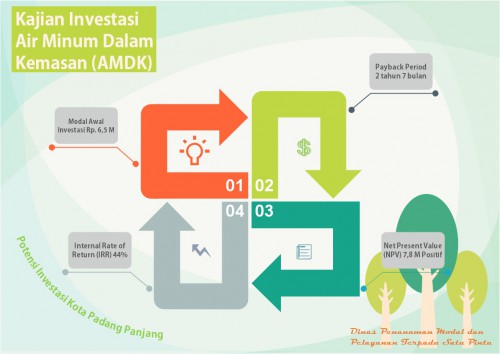 Kajian Investasi
Air Minum Dalam
Kemasan (AMDK)
Payback Period
2 tahun 7 bulan
Modal Awal
investasi Rp. 6,5 M
01
02
04
03
Internal Rate of
Return (IRR) 44%
Net Present Value
(NPV) 7,8 M Positif
Potensi Investasi Kota Padang Panjang
Dinas Penanaman Modal dan
Pelayanan Terpadu Satu Pintu